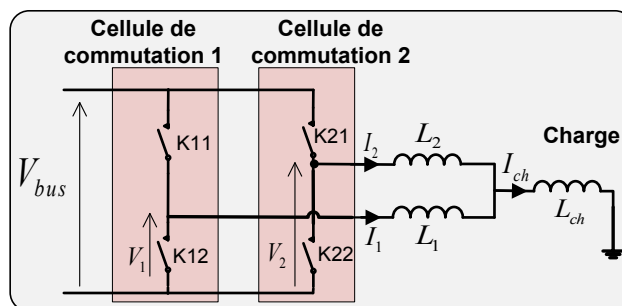 Cellule de
commutation 1
Cellule de
commutation 2
K11
K21
I2
L2
Charge
Vbus
Ich
V1
K12
V2
K22
I1
L1
Lch